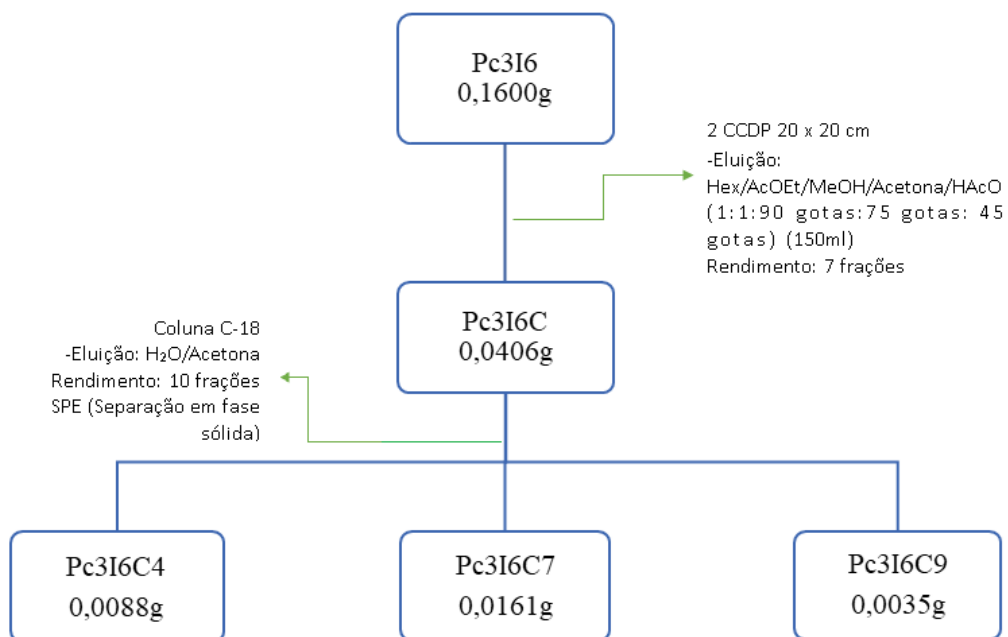 Pc3I6
0,1600g
2 CCDP 20 x 20 cm
-Eluição:
Hex/AcOEt/MeOH/Acetona/HAcO
(1:1:90 gotas:75 gotas: 45
gotas) (150ml)
Rendimento: 7 frações
Pc3I6C
0,0406g
Coluna C-18
-Eluição: H₂O/Acetona
Rendimento: 10 frações
SPE (Separação em fase
sólida)
Pc3I6C4
0,0088g
Pc3I6C7
0,0161g
Pc3I6C9
0,0035g